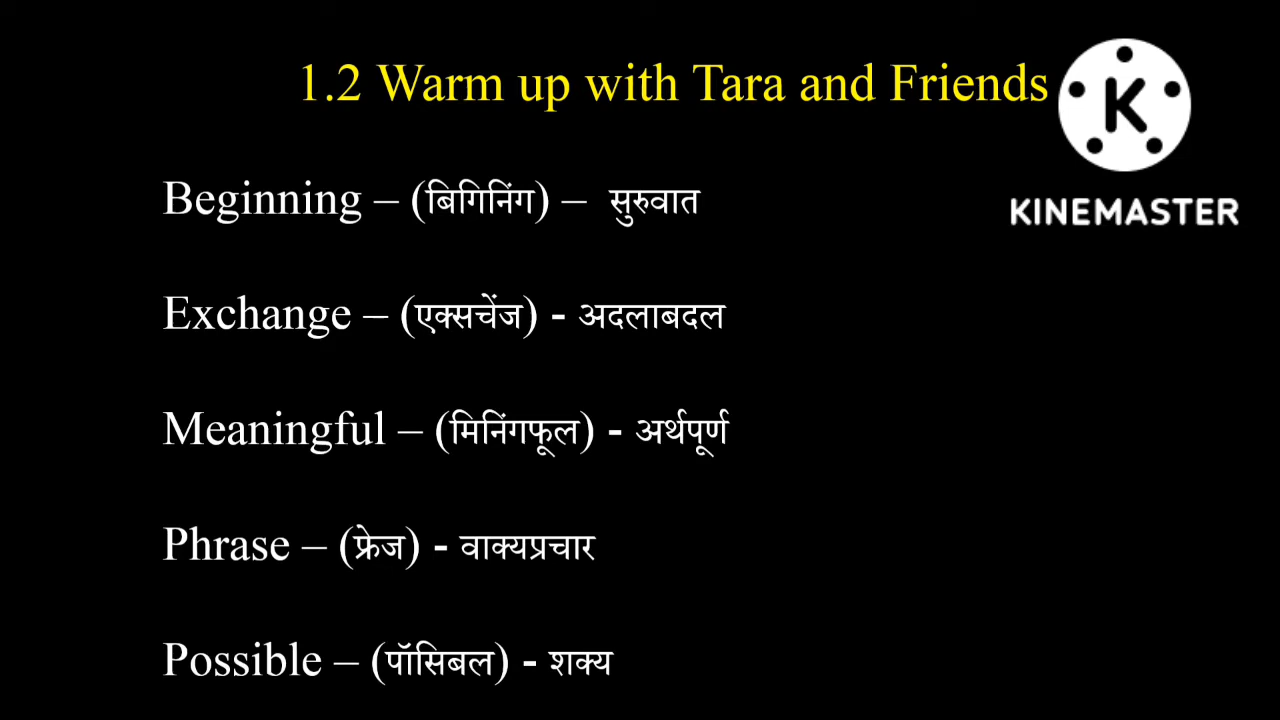 1.2 Warm up with Tara and Friends
K
KINEMASTER
Beginning – (बिगिनिंग) – सुरुवात
Exchange – (एक्सचेंज) - अदलाबदल
Meaningful – (मिनिंगफूल) - अर्थपूर्ण
Phrase – (फ्रेज) - वाक्यप्रचार
Possible – (पॉसिबल) - शक्य